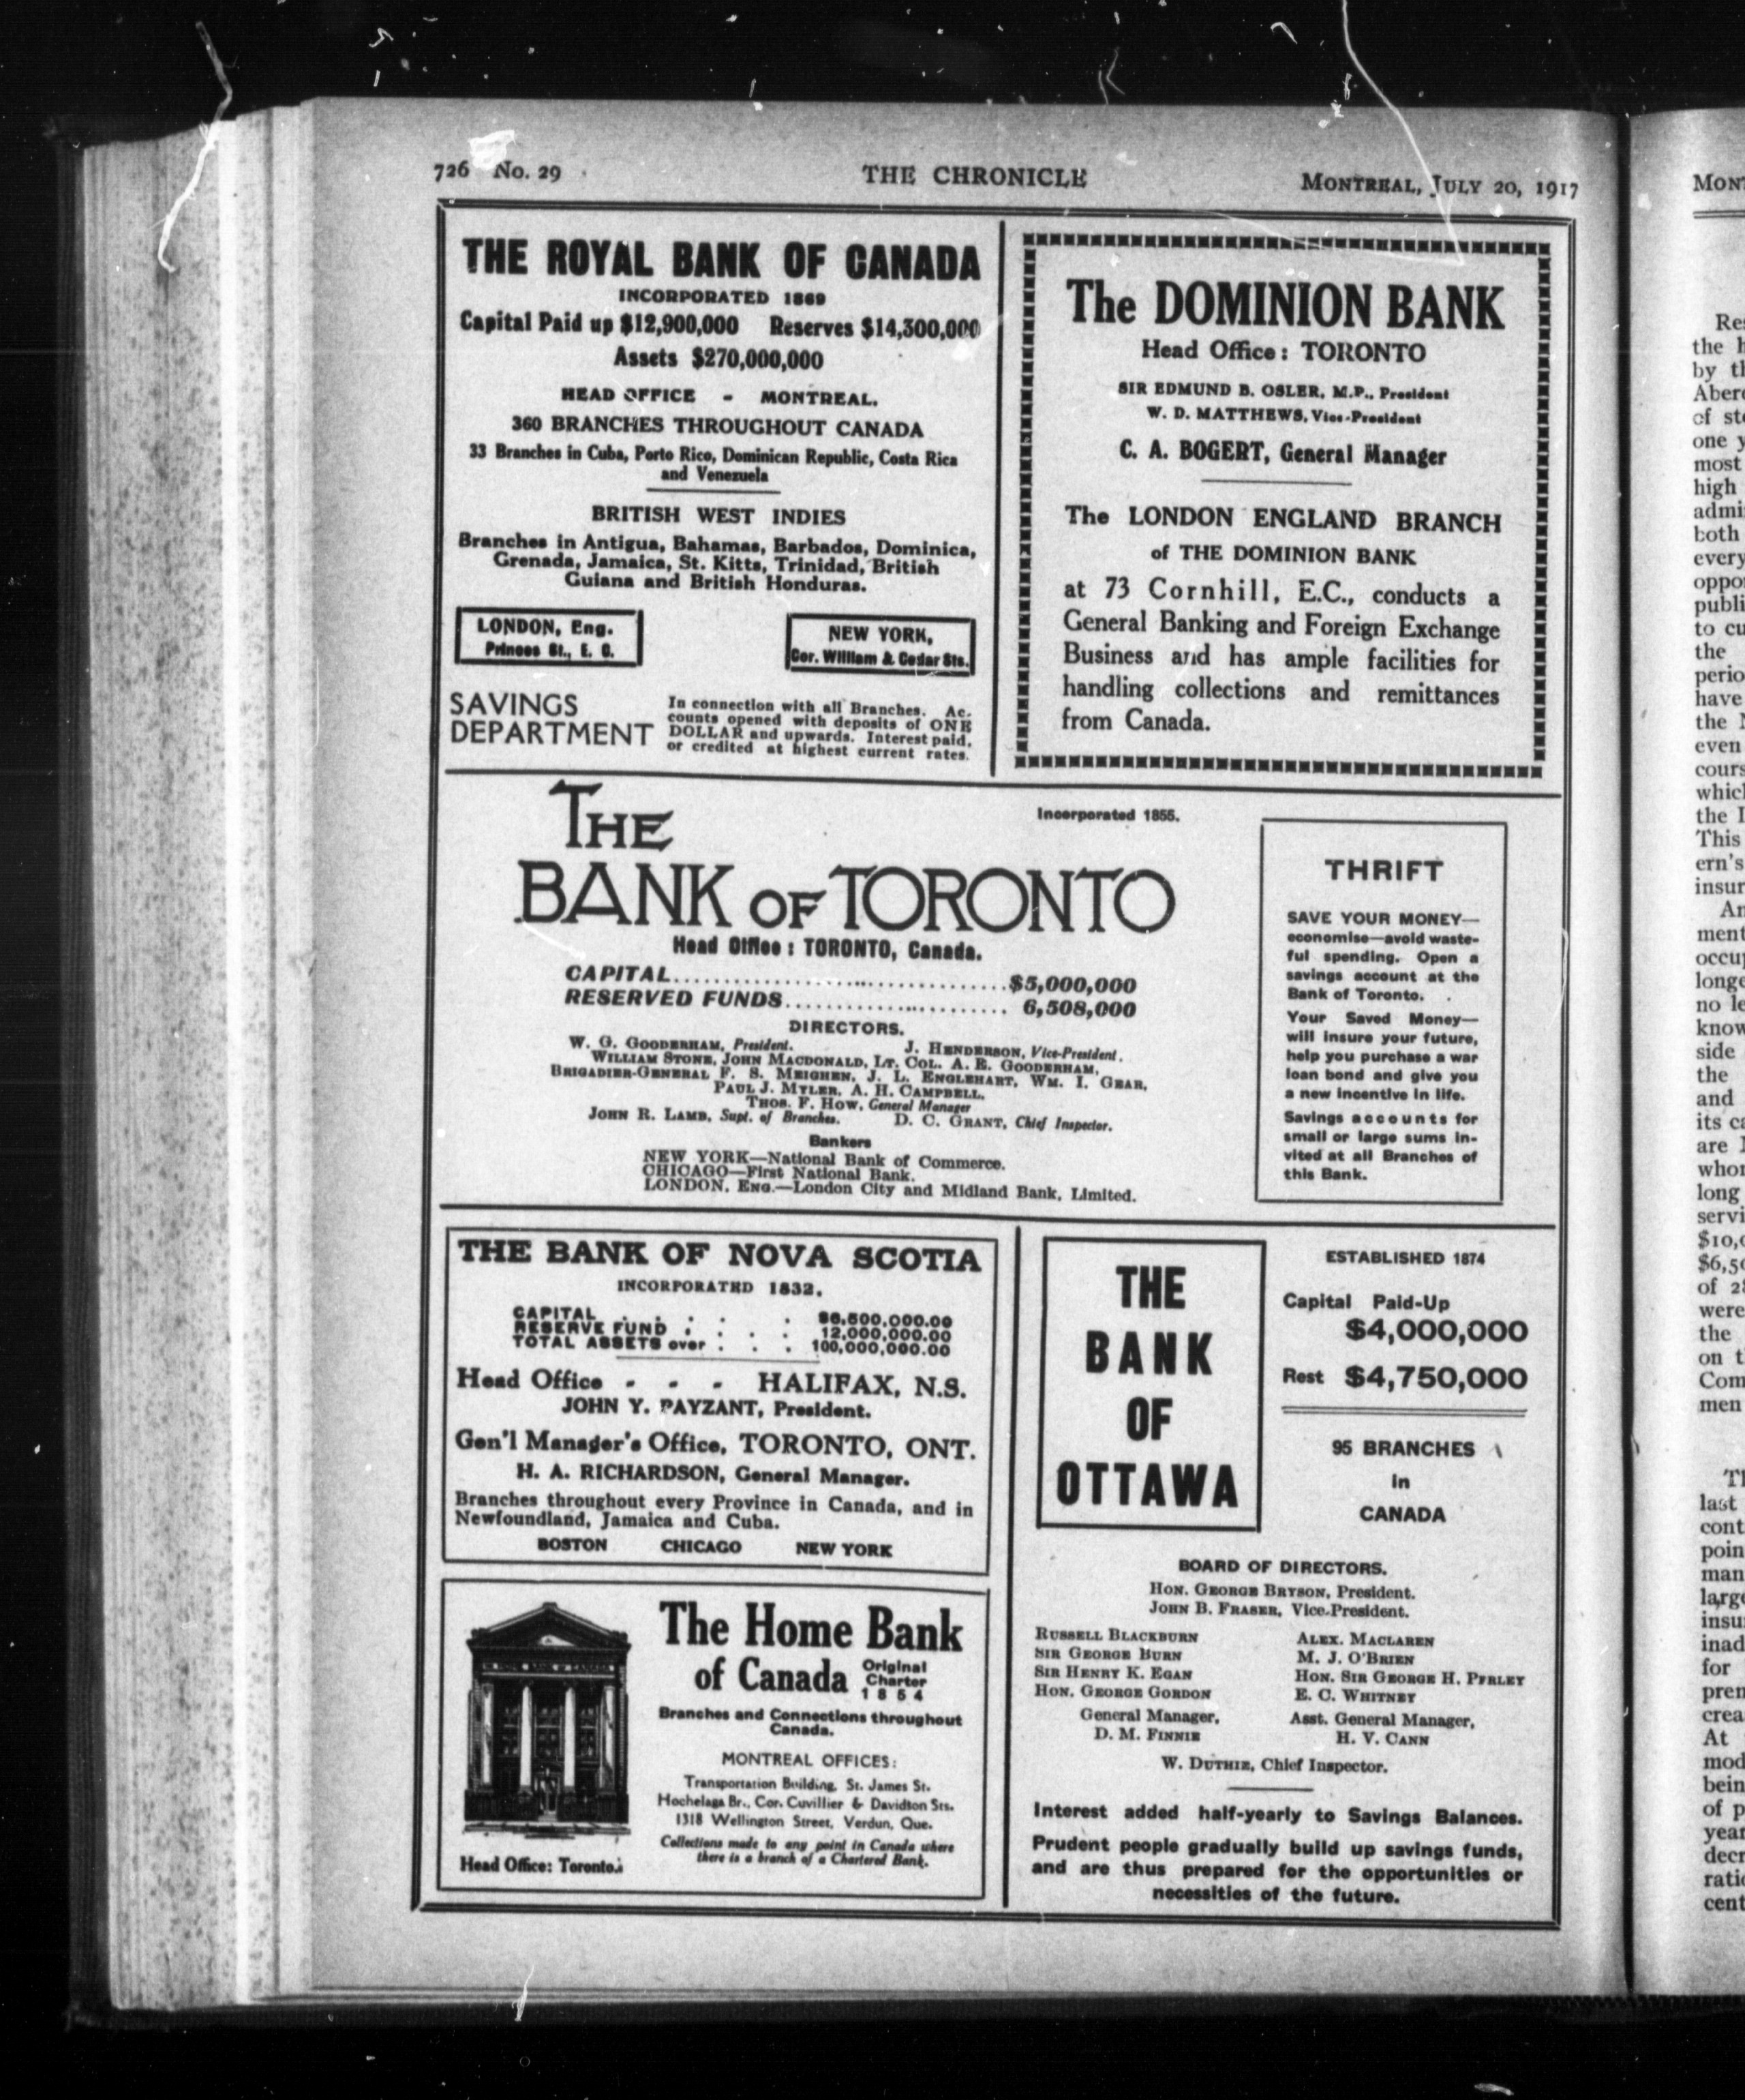 726 No. 29 THE CHRONICLE MONTREAL, JULY 20, 1917
THE ROYAL BANK OF CANADA
INCORPORATED 1869
Capital Paid up $12,900,000 Reserves $14,300,000
Assets $270,000,000
HEAD OFFICE - MONTREAL.
360 BRANCHES THROUGHOUT CANADA
33 Branches in Cuba, Porto Rico, Dominican Republic, Costa Rica
and Venezuela
BRITISH WEST INDIES
Branches in Antigua, Bahamas, Barbados, Dominica,
Grenada, Jamaica, St. Kitts, Trinidad, British
Guiana and British Honduras.
LONDON, Eng.
Princes St., E. C.
NEW YORK,
Cor. William & Cedar Sts.
SAVINGS
DEPARTMENT
In connection with all Branches. Ac-
counts opened with deposits of ONE
DOLLAR and upwards. Interest paid,
or credited at highest current rates.
The DOMINION BANK
Head Office: TORONTO
SIR EDMUND B. OSLER, M.P., President
W. D. MATTHEWS, Vice-President
C. A. BOGERT, General Manager
The LONDON ENGLAND BRANCH
of THE DOMINION BANK
at 73 Cornhill, E.C., conducts a
General Banking and Foreign Exchange
Business and has ample facilities for
handling collections and remittances
from Canada.
THE
Incorporated 1855.
BANK OF TORONTO
Head Office: TORONTO, Canada.
CAPITAL........................................$5,000,000
RESERVED FUNDS........................... 6,508,000
DIRECTORS.
W. G. GOODERHAM, President. J. HENDERSON, Vice-President.
WILLIAM STONE, JOHN MACDONALD, LT. COL. A. E. GOODERHAM,
BRIGADIER-GENERAL F. S. MEIGHEN, J. L. ENGLEHART, WM. I. GEAR,
PAUL J. MYLER, A. H. CAMPBELL,
THOS. F. HOW, General Manager
JOHN R. LAMB, Supt. of Branches. D. C. GRANT, Chief Inspector.
Bankers
NEW YORK—National Bank of Commerce.
CHICAGO—First National Bank.
LONDON, ENG.—London City and Midland Bank, Limited.
THRIFT
SAVE YOUR MONEY—
economise—avoid waste-
ful spending. Open a
savings account at the
Bank of Toronto.
Your Saved Money—
will insure your future,
help you purchase a war
loan bond and give you
a new incentive in life.
Savings accounts for
small or large sums in-
vited at all Branches of
this Bank.
THE BANK OF NOVA SCOTIA
INCORPORATED 1832.
CAPITAL . . . . . $6,500,000.00
RESERVE FUND . . . . 12,000,000.00
TOTAL ASSETS over . . . 100,000,000.00
Head Office - - - HALIFAX, N.S.
JOHN Y. PAYZANT, President.
Gen'l Manager's Office, TORONTO, ONT.
H. A. RICHARDSON, General Manager.
Branches throughout every Province in Canada, and in
Newfoundland, Jamaica and Cuba.
BOSTON CHICAGO NEW YORK
The Home Bank
of Canada Original
Charter
1854
Branches and Connections throughout
Canada.
MONTREAL OFFICES:
Transportation Building, St. James St.
Hochelaga Br., Cor. Cuvillier & Davidson Sts.
1318 Wellington Street, Verdun, Que.
Collections made to any point in Canada where
there is a branch of a Chartered Bank.
Head Office: Toronto.
THE
BANK
OF
OTTAWA
ESTABLISHED 1874
Capital Paid-Up
$4,000,000
Rest $4,750,000
95 BRANCHES
in
CANADA
BOARD OF DIRECTORS.
HON. GEORGE BRYSON, President.
JOHN B. FRASER, Vice-President.
RUSSELL BLACKBURN ALEX. MACLAREN
SIR GEORGE BURN M. J. O'BRIEN
SIR HENRY K. EGAN HON. SIR GEORGE H. PERLEY
HON. GEORGE GORDON E. C. WHITNEY
General Manager, Asst. General Manager,
D. M. FINNIE H. V. CANN
W. DUTHIE, Chief Inspector.
Interest added half-yearly to Savings Balances.
Prudent people gradually build up savings funds,
and are thus prepared for the opportunities or
necessities of the future.